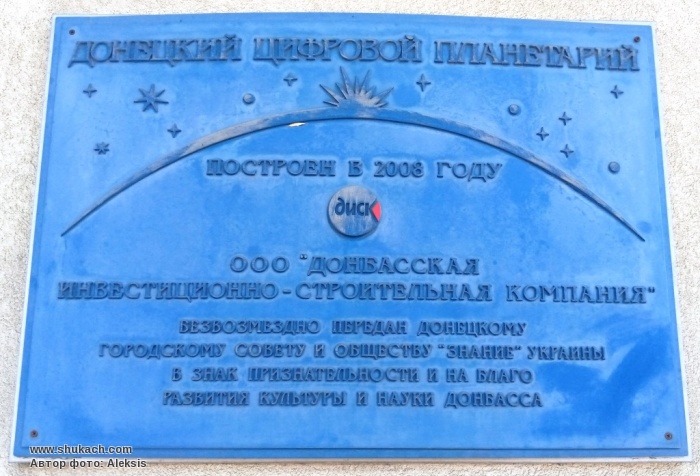 ДОНЕЦКИЙ ЦИФРОВОЙ ПЛАНЕТАРИЙ
ПОСТРОЕН В 2008 ГОДУ
ДИСК
ООО "ДОНБАССКАЯ
ИНВЕСТИЦИОННО-СТРОИТЕЛЬНАЯ КОМПАНИЯ"
БЕЗВОЗМЕЗДНО ПЕРЕДАН ДОНЕЦКОМУ
ГОРОДСКОМУ СОВЕТУ И ОБЩЕСТВУ "ЗНАНИЕ" УКРАИНЫ
В ЗНАК ПРИЗНАТЕЛЬНОСТИ И НА БЛАГО
РАЗВИТИЯ КУЛЬТУРЫ И НАУКИ ДОНБАССА
www.shukach.com
Автор фото: Aleksis